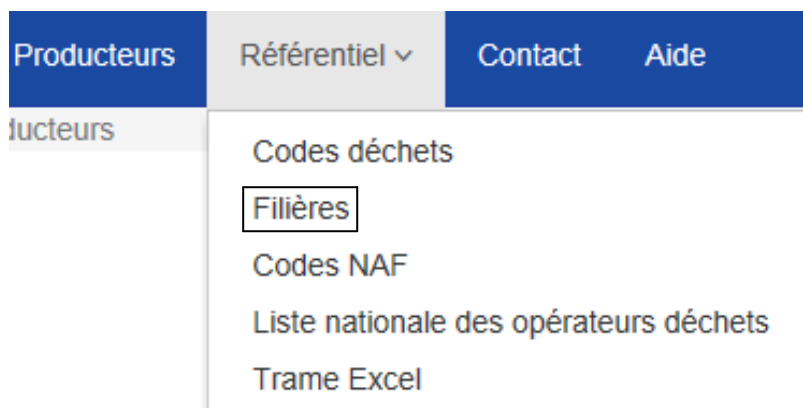 Producteurs Référentiel Contact Aide
ducteurs
Codes déchets
Filières
Codes NAF
Liste nationale des opérateurs déchets
Trame Excel